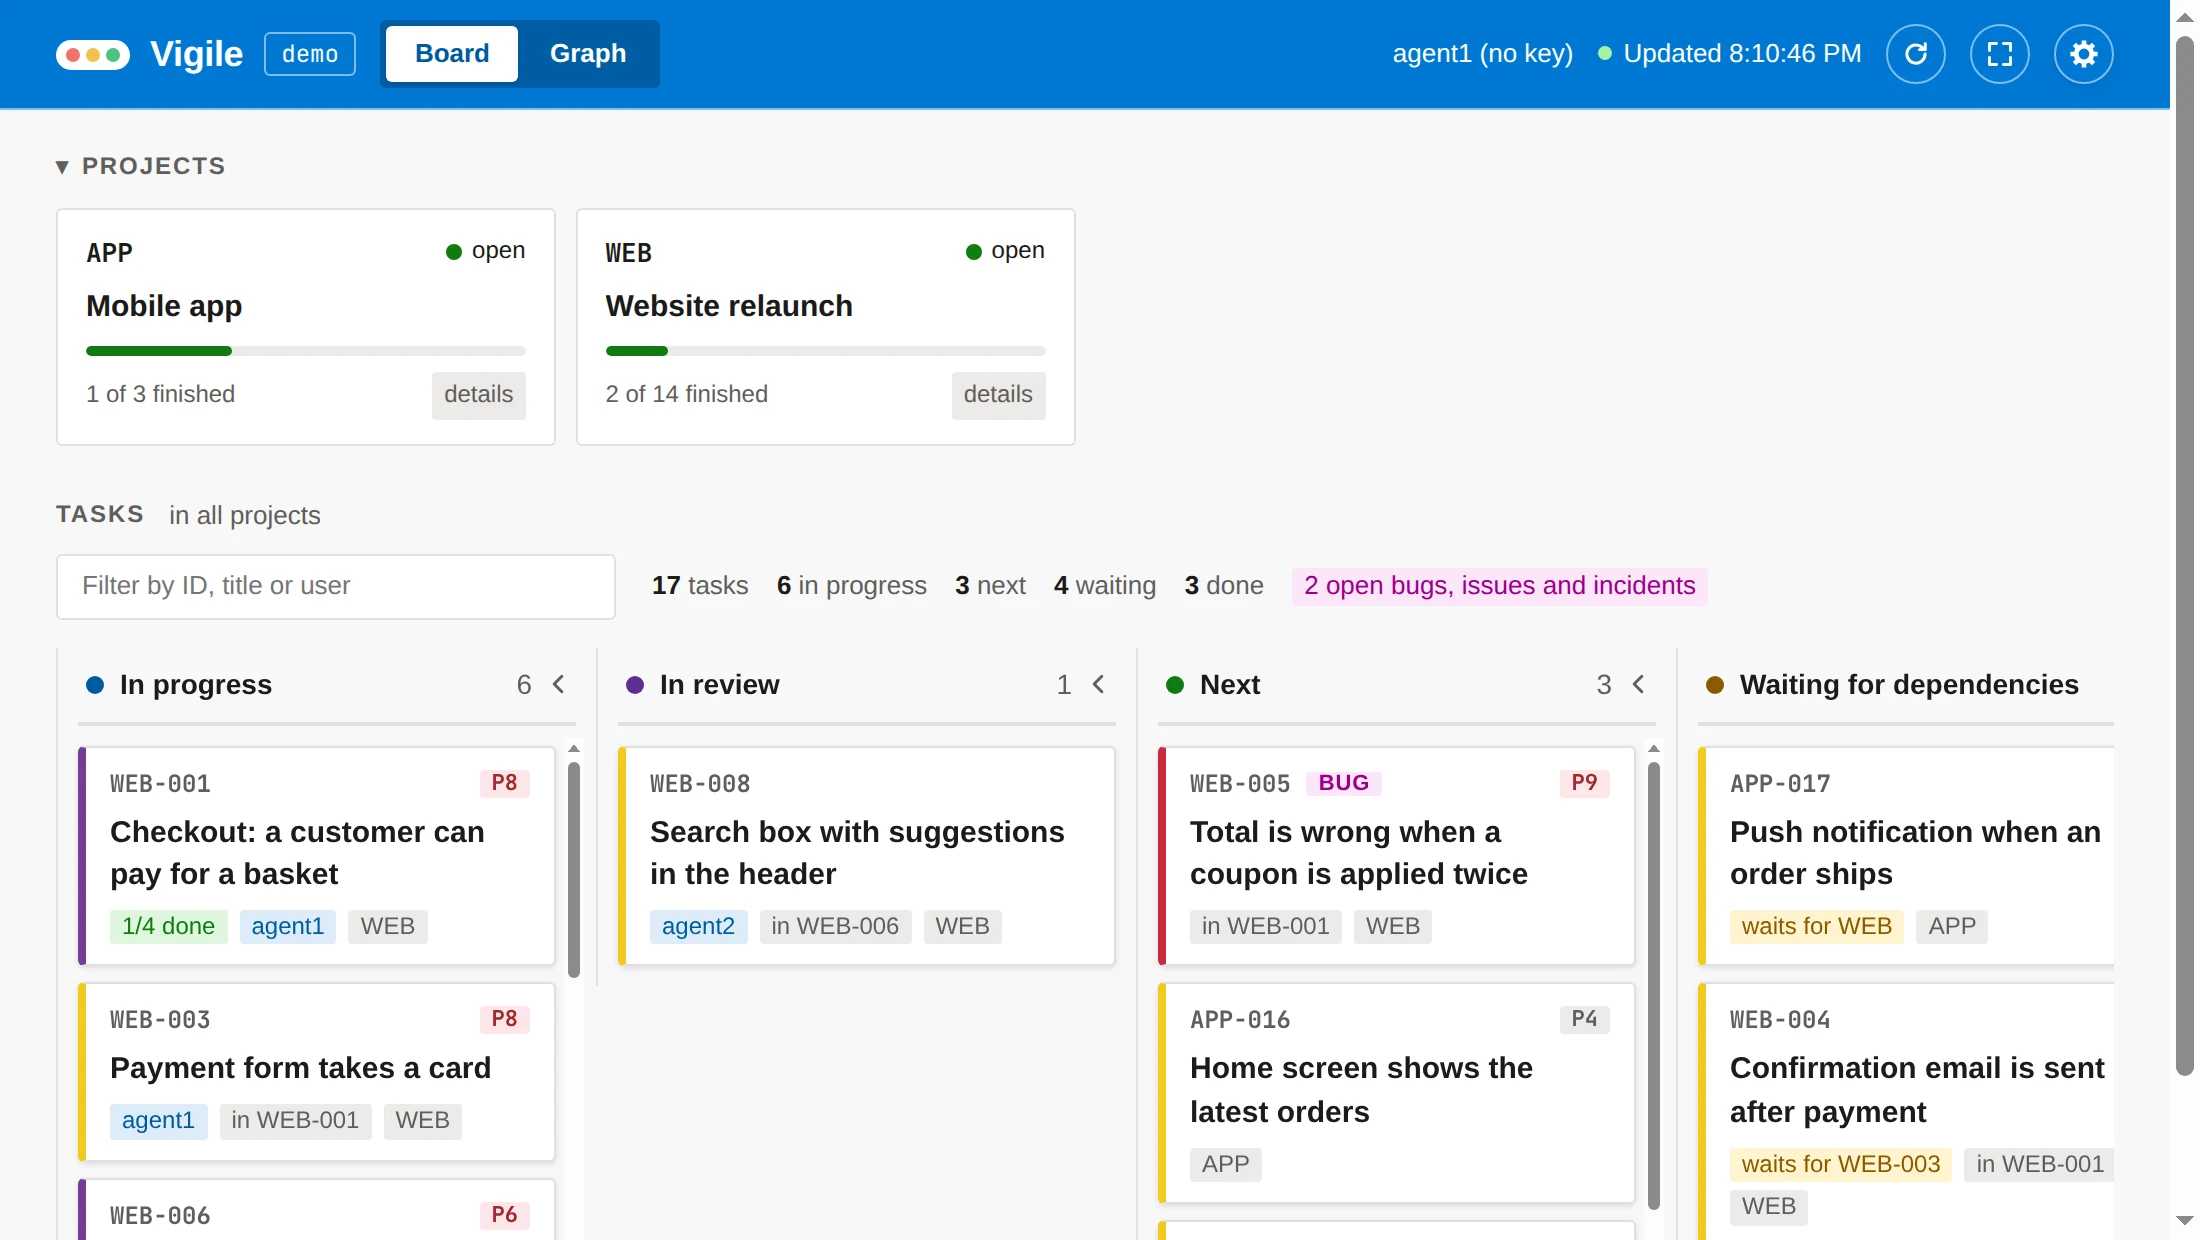 Vigile
demo
Board
Graph
agent1 (no key)
Updated 8:10:46 PM
▼ PROJECTS
APP
open
Mobile app
1 of 3 finished
details
WEB
open
Website relaunch
2 of 14 finished
details
TASKS in all projects
Filter by ID, title or user
17 tasks 6 in progress 3 next 4 waiting 3 done 2 open bugs, issues and incidents
In progress 6
WEB-001 P8
Checkout: a customer can
pay for a basket
1/4 done agent1 WEB
WEB-003 P8
Payment form takes a card
agent1 in WEB-001 WEB
WEB-006 P6
In review 1
WEB-008
Search box with suggestions
in the header
agent2 in WEB-006 WEB
Next 3
WEB-005 BUG P9
Total is wrong when a
coupon is applied twice
in WEB-001 WEB
APP-016 P4
Home screen shows the
latest orders
APP
Waiting for dependencies
APP-017
Push notification when an
order ships
waits for WEB APP
WEB-004
Confirmation email is sent
after payment
waits for WEB-003 in WEB-001
WEB